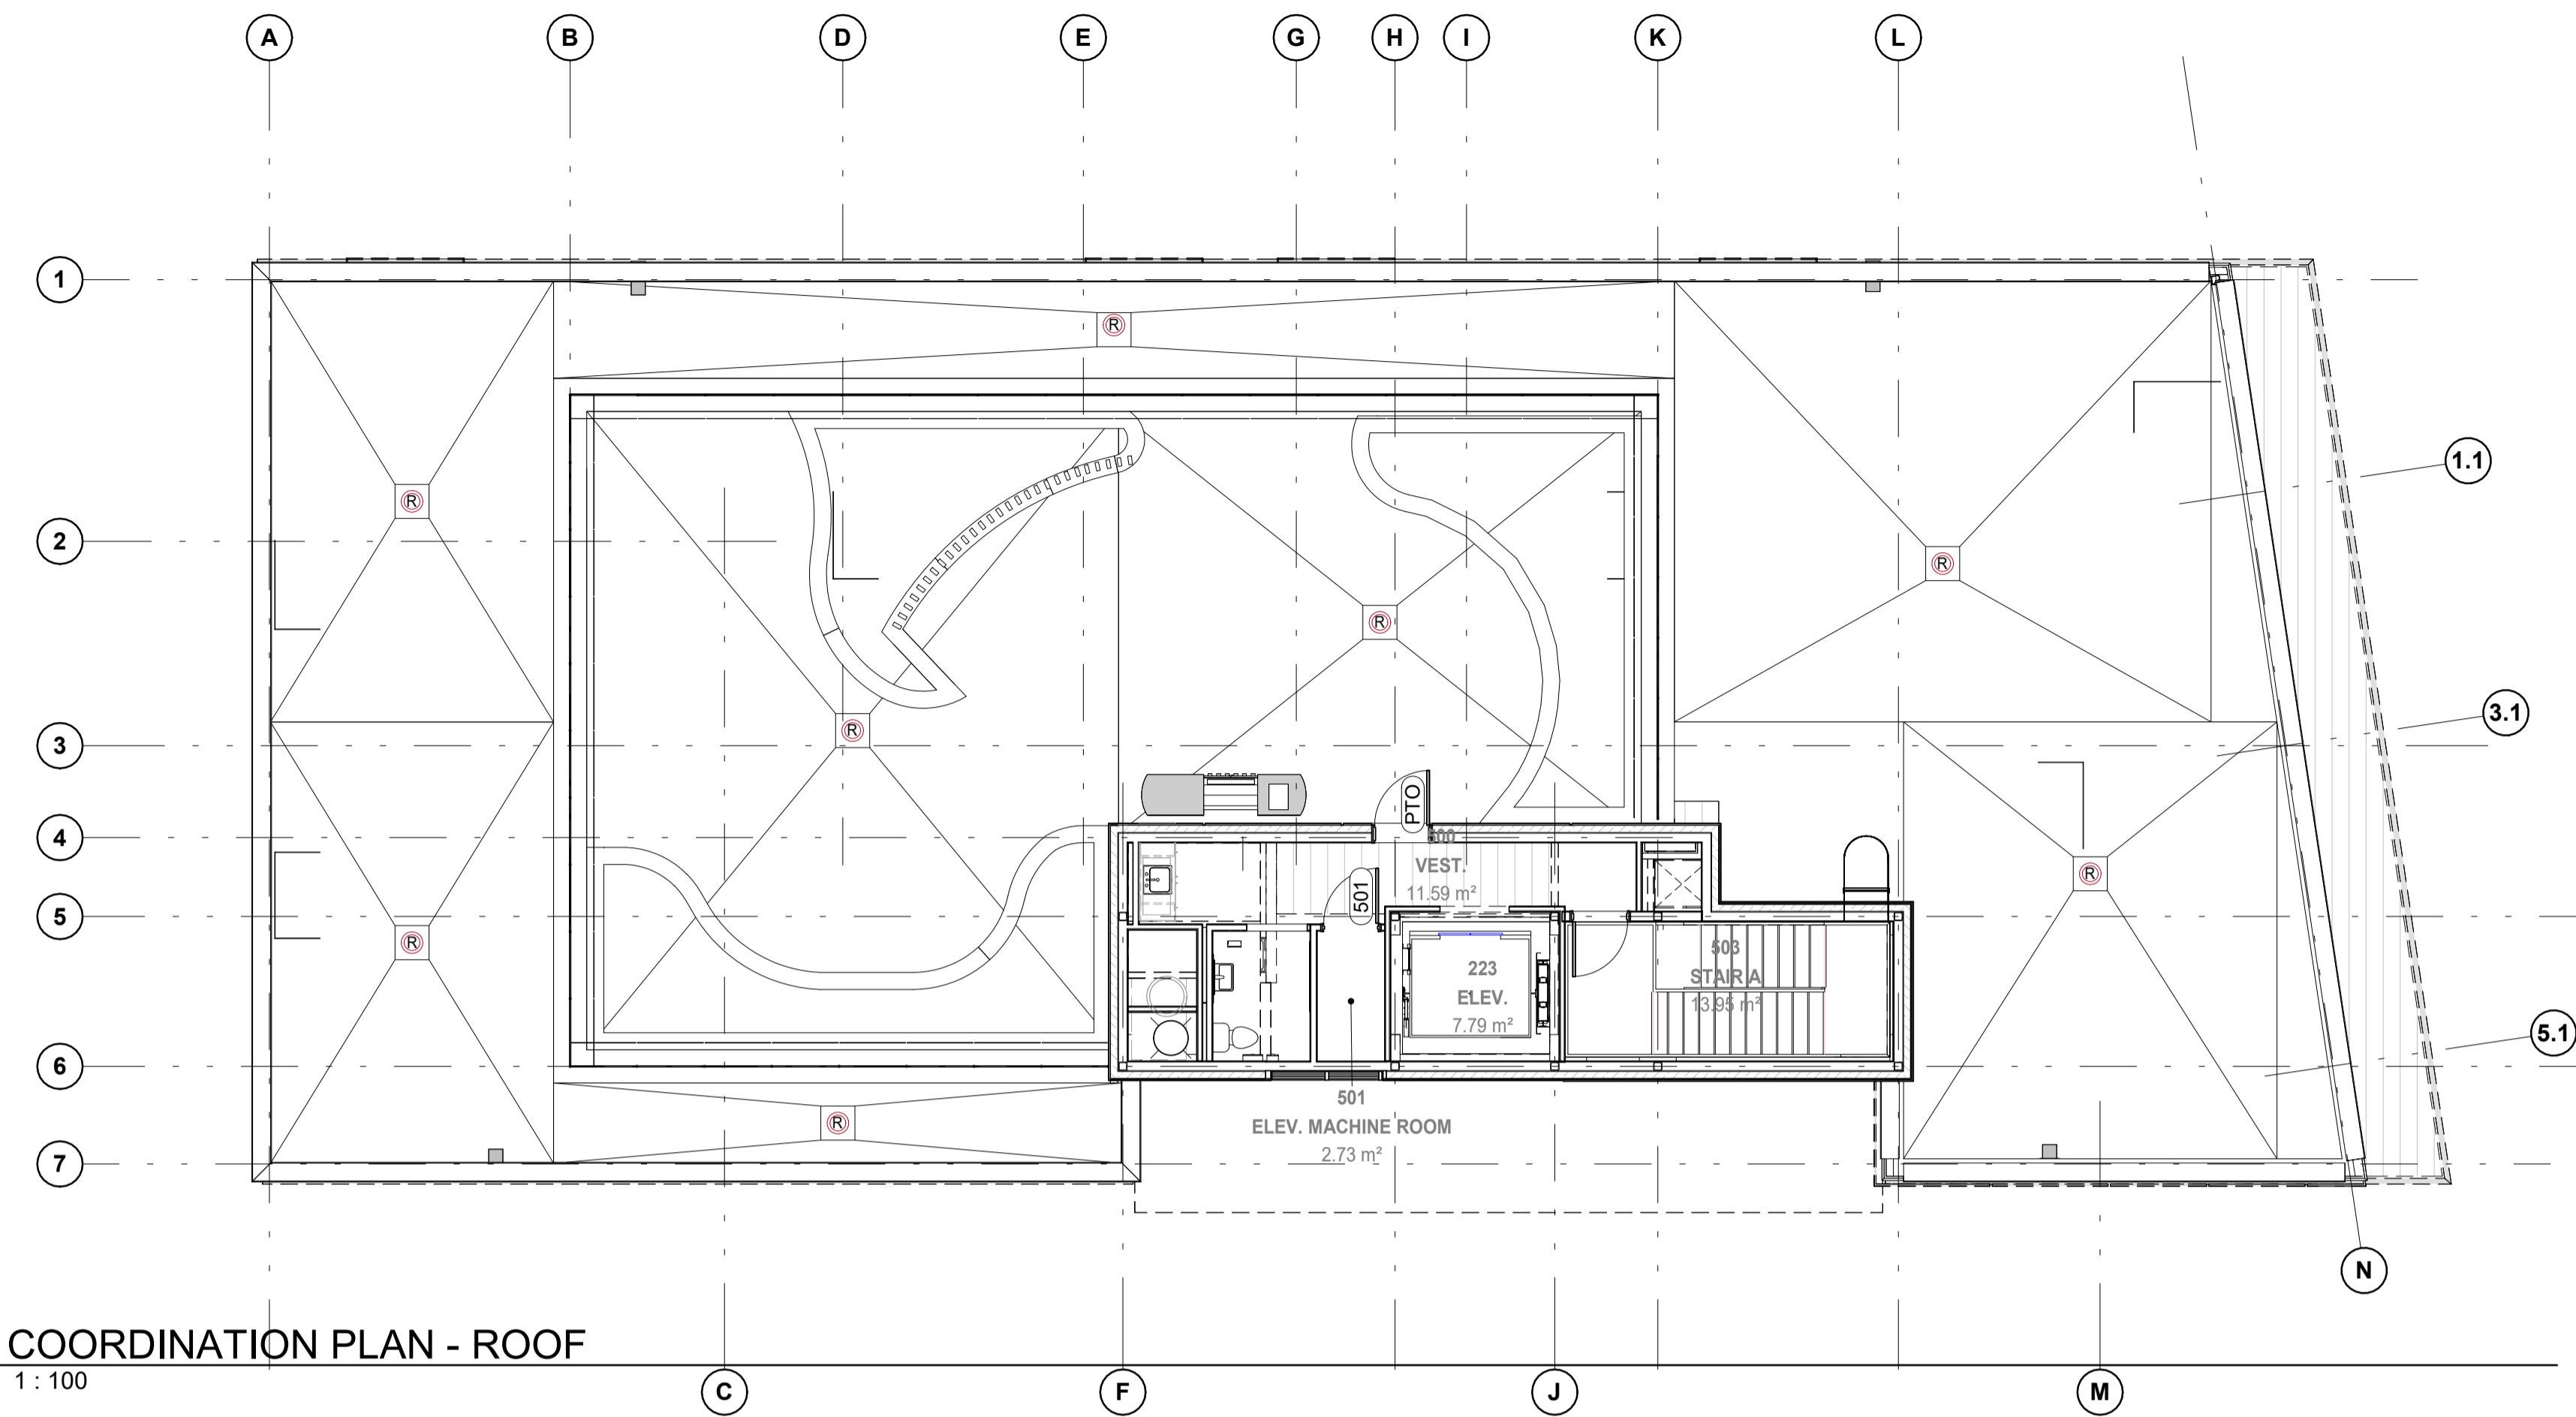 A
B
D
E
G
H
I
K
L
1
R
1.1
R
2
R
R
3.1
R
3
PTO
4
500
VEST.
11.59 m²
R
501
5
R
503
STAIR A
13.95 m²
223
ELEV.
7.79 m²
5.1
6
501
ELEV. MACHINE ROOM
2.73 m²
R
7
N
COORDINATION PLAN - ROOF
1 : 100
C
F
J
M